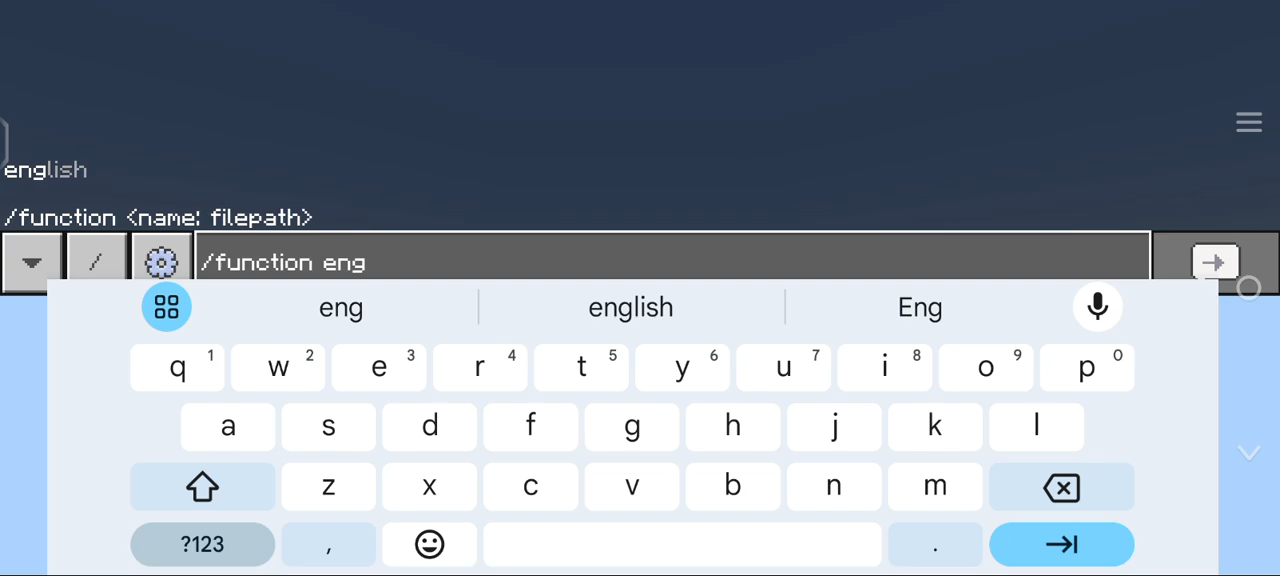 english
/function <name: filepath>
/
/function eng
eng english Eng
q 1 w 2 e 3 r 4 t 5 y 6 u 7 i 8 o 9 p 0
a s d f g h j k l
z x c v b n m
?123 , .